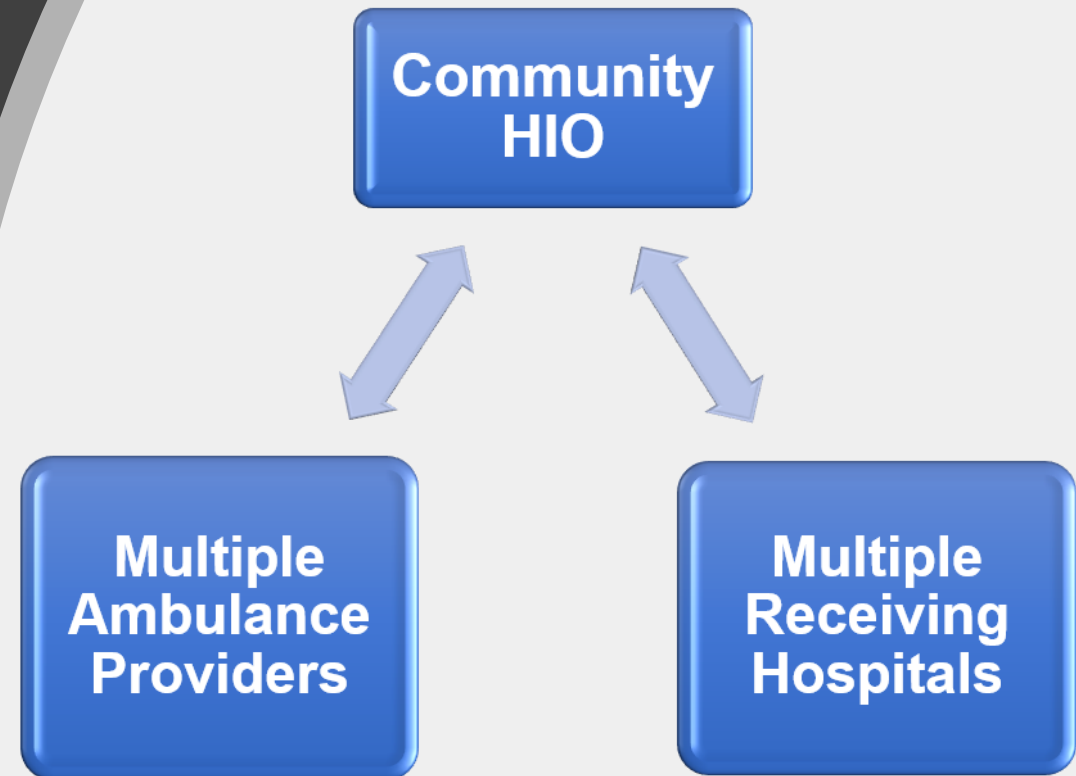 Community
HIO
Multiple
Ambulance
Providers
Multiple
Receiving
Hospitals